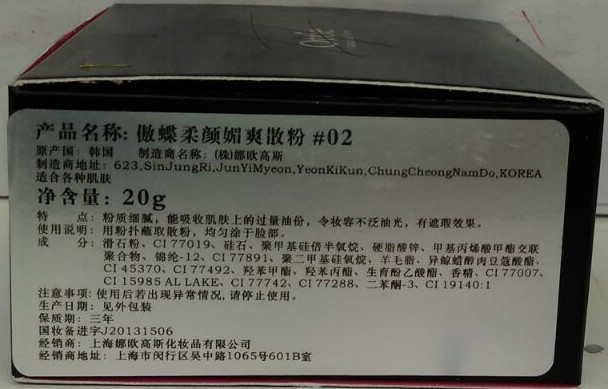 产品名称: 傲蝶柔颜媚爽散粉 #02
原产国: 韩国 制造商名称: (株)娜欧高斯
制造商地址: 623,SinJungRi,JunYiMyeon,YeonKiKun,ChungCheongNamDo,KOREA
适合各种肌肤
净含量: 20g
特 点: 粉质细腻, 能吸收肌肤上的过量油份, 令妆容不泛油光, 有遮瑕效果。
使用说明: 用粉扑蘸取散粉, 均匀涂于脸部。
成 分: 滑石粉、CI 77019、硅石、聚甲基硅倍半氧烷、硬脂酸锌、甲基丙烯酸甲酯交联
聚合物、锦纶-12、CI 77891、聚二甲基硅氧烷、羊毛脂、异鲸蜡醇肉豆蔻酸酯、
CI 45370、CI 77492、羟苯甲酯、羟苯丙酯、生育酚乙酸酯、香精、CI 77007、
CI 15985 AL LAKE、CI 77742、CI 77288、二苯酮-3、CI 19140:1
注意事项: 使用后若出现异常情况, 请停止使用。
生产日期: 见外包装
保质期: 三年
国妆备进字J20131506
经销商: 上海娜欧高斯化妆品有限公司
经销商地址: 上海市闵行区吴中路1065号601B室